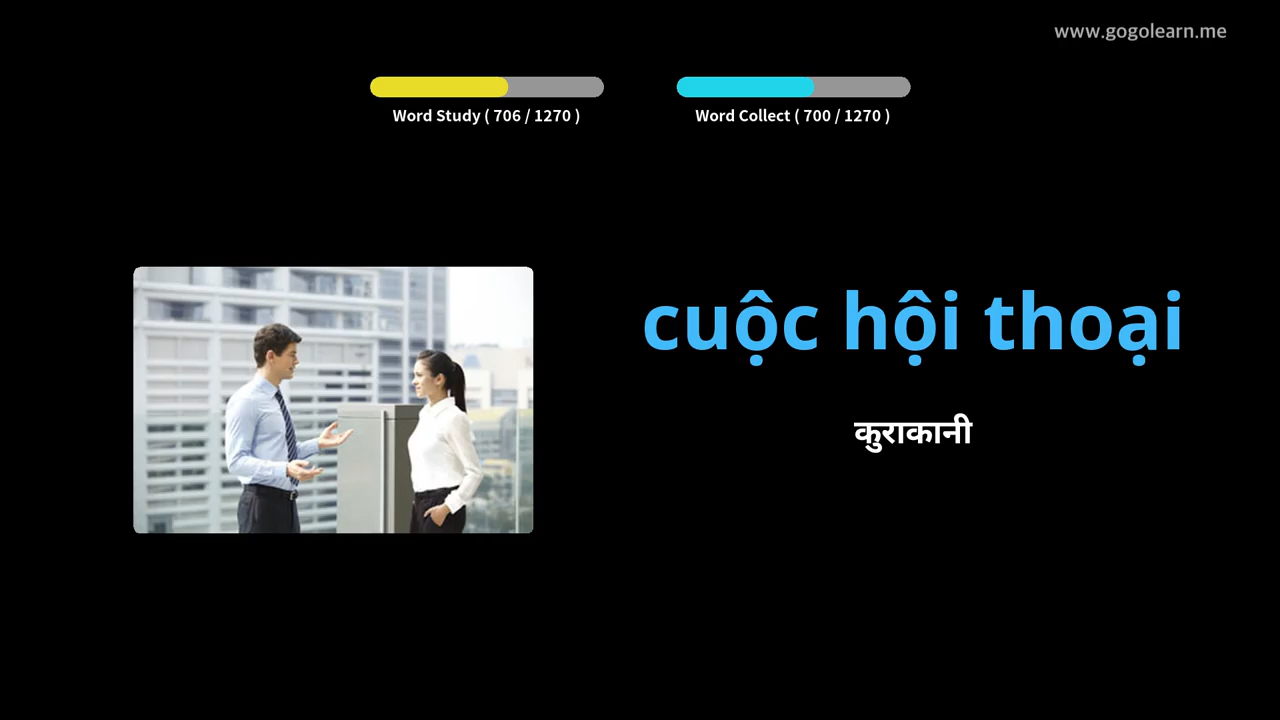 www.gogolearn.me
Word Study ( 706 / 1270 )
Word Collect ( 700 / 1270 )
cuộc hội thoại
कुराकानी